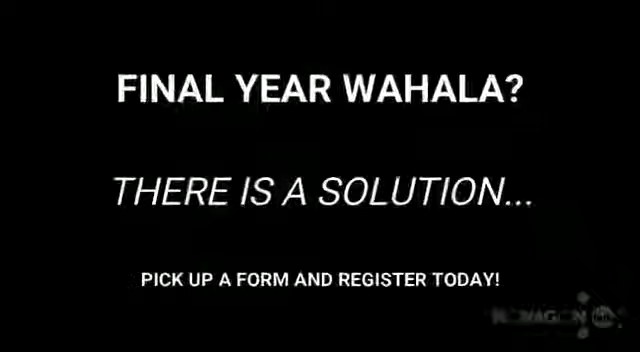 FINAL YEAR WAHALA?
THERE IS A SOLUTION...
PICK UP A FORM AND REGISTER TODAY!